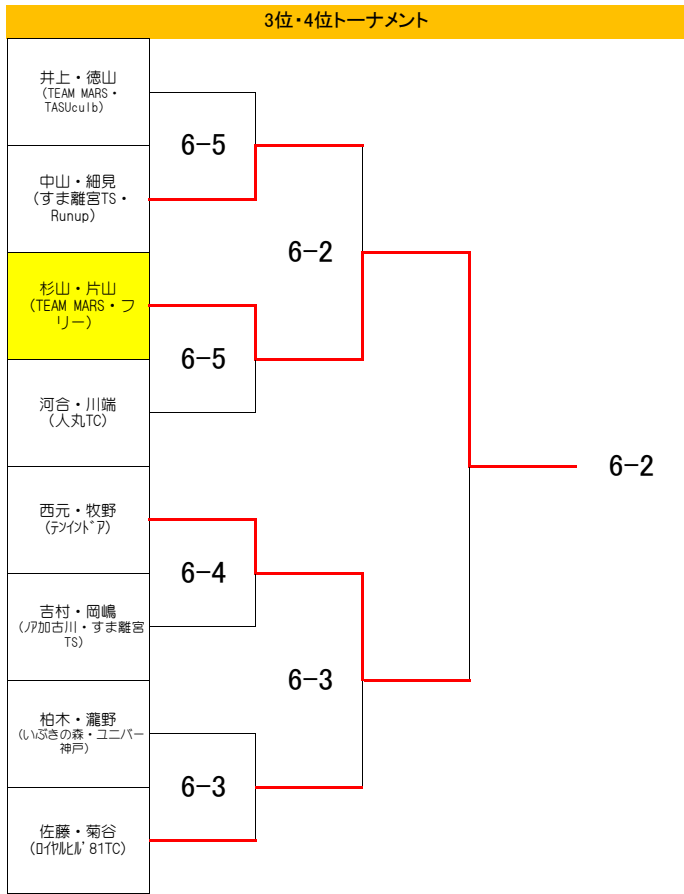 3位・4位トーナメント
井上・徳山
(TEAM MARS・
TASUculb)
6-5
中山・細見
(すま離宮TS・
Runup)
6-2
杉山・片山
(TEAM MARS・フ
リー)
6-5
河合・川端
(人丸TC)
6-2
西元・牧野
(ﾃﾝｲﾝﾄﾞｱ)
6-4
吉村・岡嶋
(ﾉｱ加古川・すま離宮
TS)
6-3
柏木・瀧野
(いぶきの森・ユニバー
神戸)
6-3
佐藤・菊谷
(ﾛｲﾔﾙﾋﾙ'81TC)